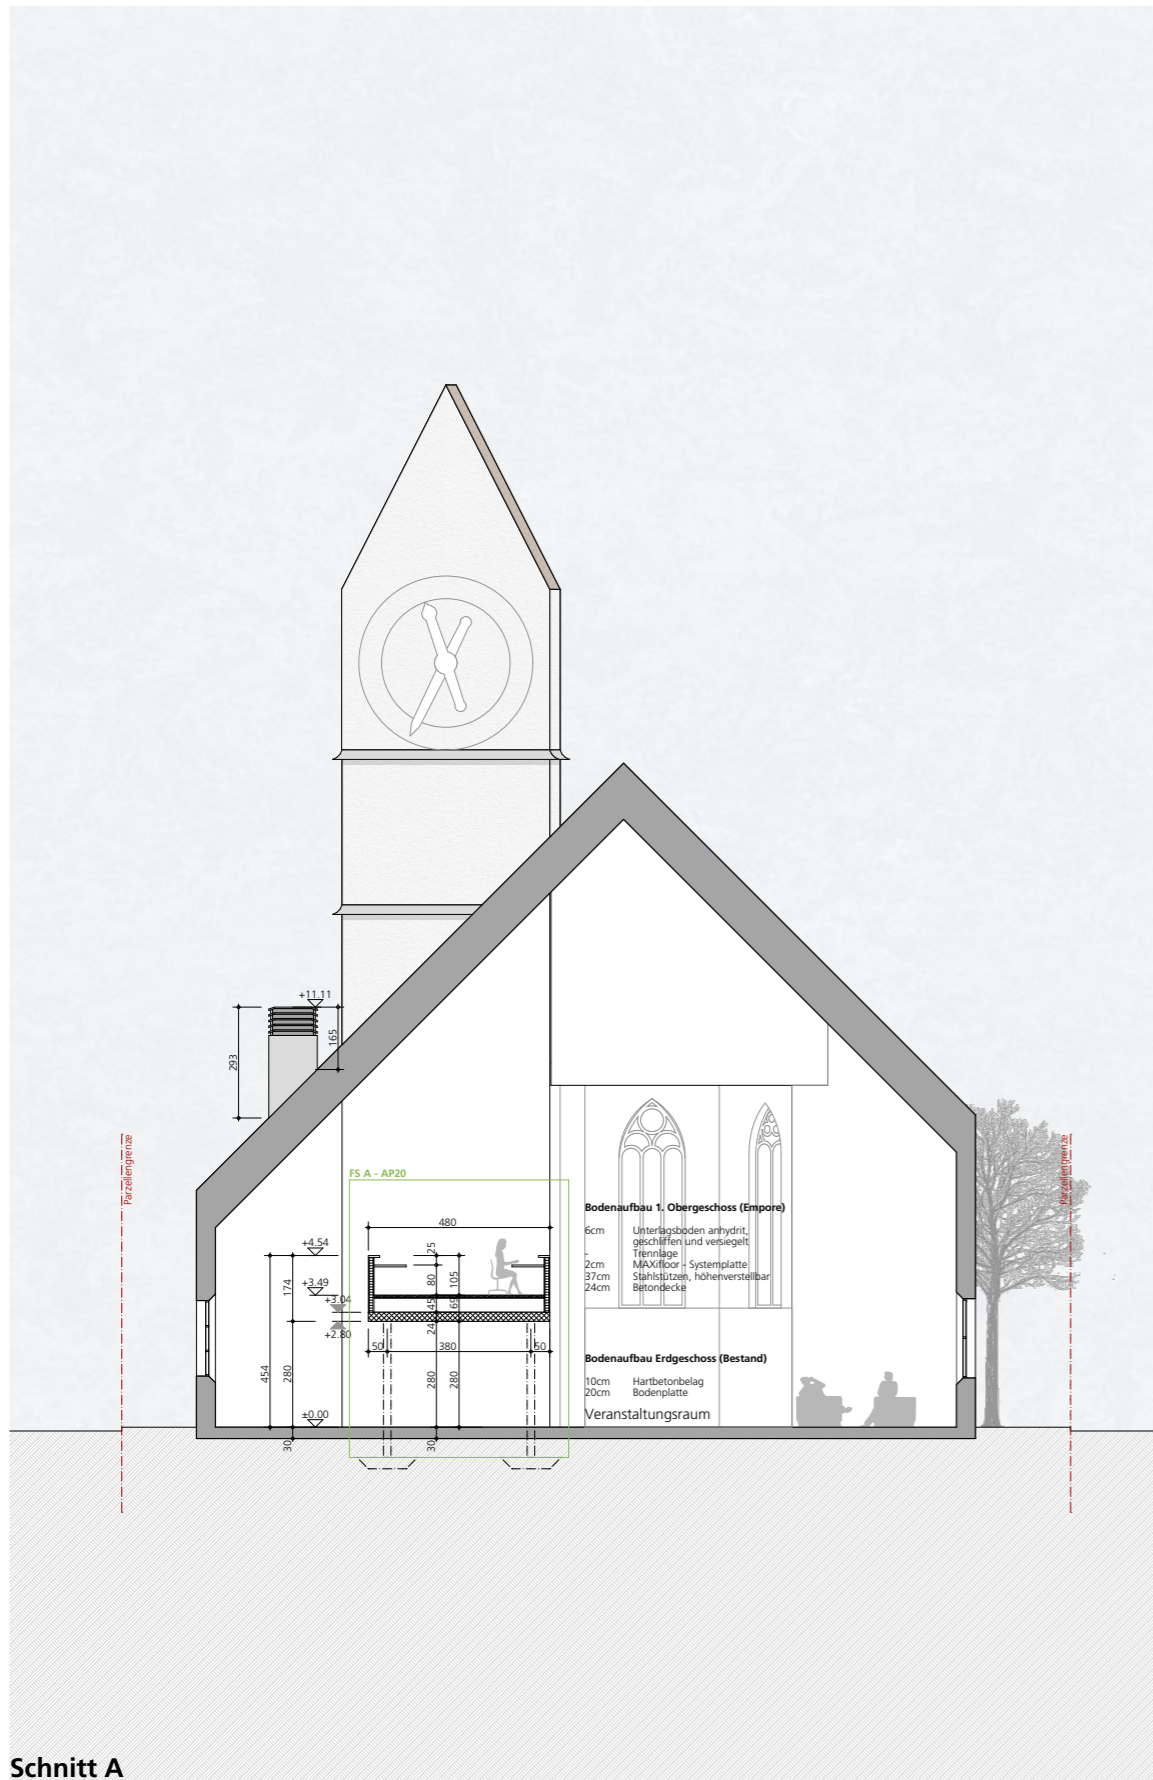 +11.11
165
293
Parzellengrenze
Parzellengrenze
FS A - AP20
480
+4.54
174
+3.49
+3.04
+2.80
25
80
105
45
69
24
50
380
50
454
280
280
280
±0.00
30
30
Bodenaufbau 1. Obergeschoss (Empore)
6cm Unterlagsboden anhydrit,
geschliffen und versiegelt
- Trennlage
2cm MAXifloor - Systemplatte
37cm Stahlstützen, höhenverstellbar
24cm Betondecke
Bodenaufbau Erdgeschoss (Bestand)
10cm Hartbetonbelag
20cm Bodenplatte
Veranstaltungsraum
Schnitt A